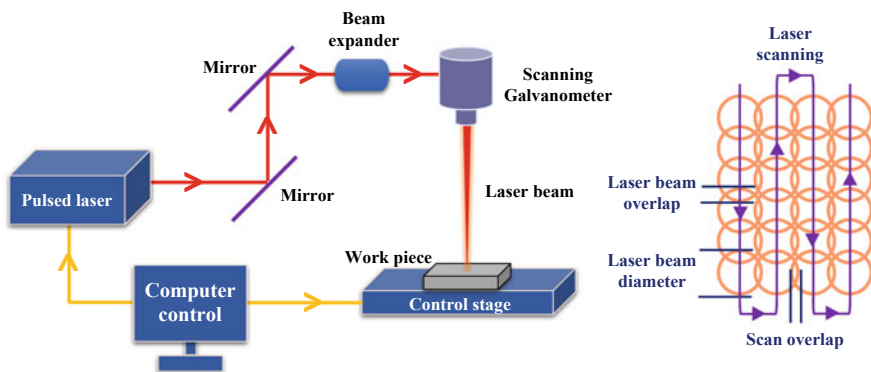 Beam
expander
Mirror
Scanning
Galvanometer
Pulsed laser
Mirror
Laser beam
Work piece
Computer
control
Control stage
Laser
scanning
Laser beam
overlap
Laser beam
diameter
Scan overlap